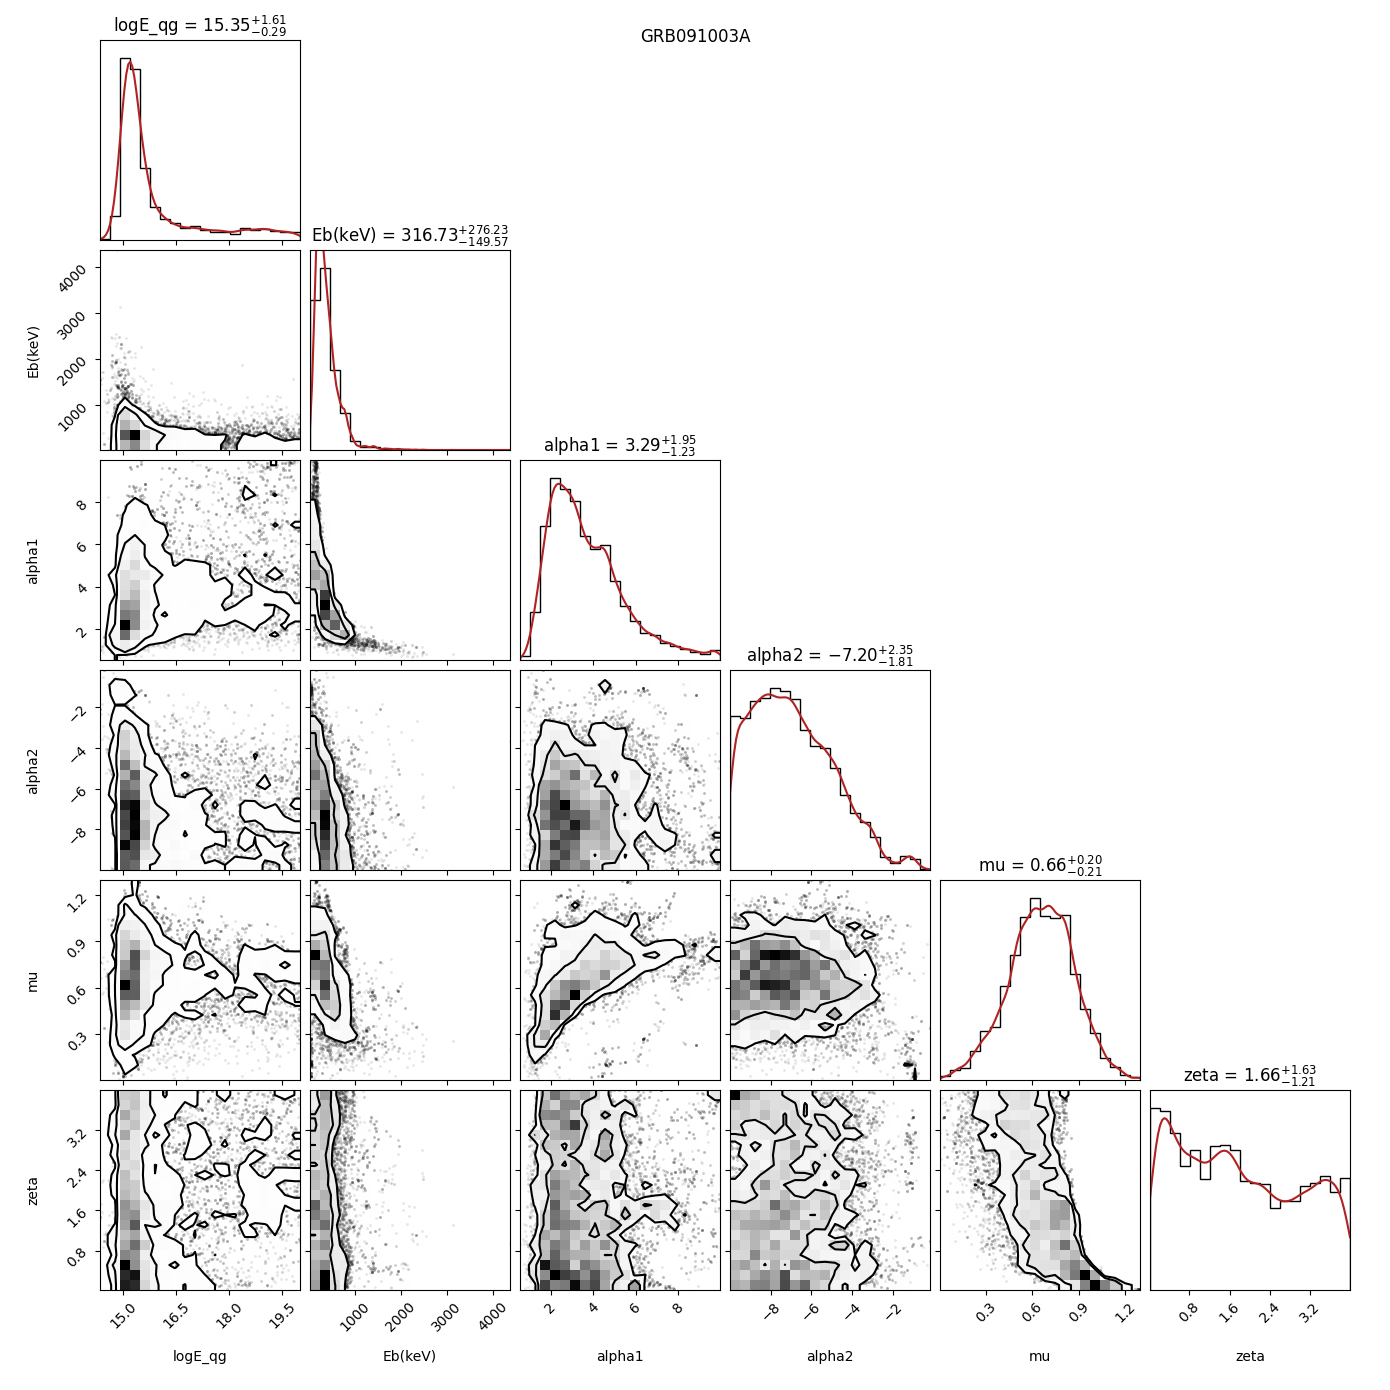 logE_qg = 15.35+1.61 −0.29
GRB091003A
Eb(keV) = 316.73+276.23 −149.57
4000
3000
2000
1000
Eb(keV)
alpha1 = 3.29+1.95 −1.23
8
6
4
2
alpha1
alpha2 = −7.20+2.35 −1.81
−2
−4
−6
−8
alpha2
mu = 0.66+0.20 −0.21
1.2
0.9
0.6
0.3
mu
zeta = 1.66+1.63 −1.21
3.2
2.4
1.6
0.8
zeta
15.0 16.5 18.0 19.5 1000 2000 3000 4000 2 4 6 8 −8 −6 −4 −2 0.3 0.6 0.9 1.2 0.8 1.6 2.4 3.2
logE_qg Eb(keV) alpha1 alpha2 mu zeta